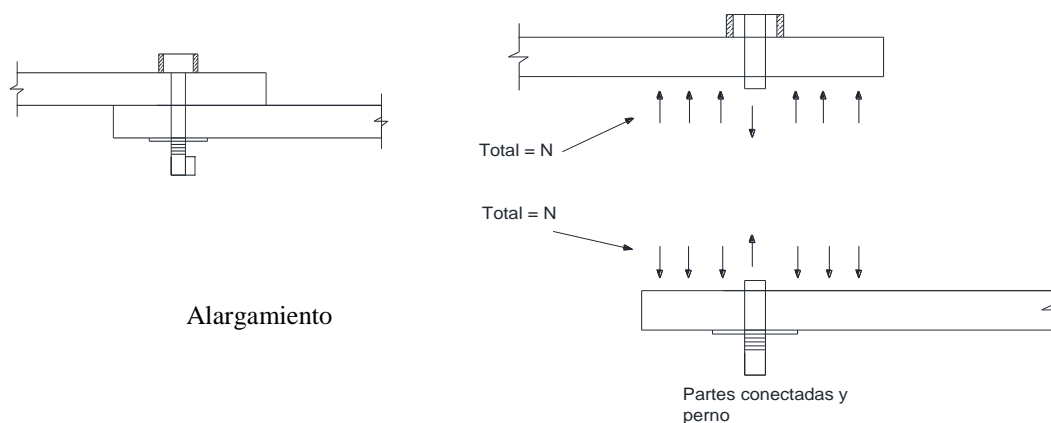 Total = N
Total = N
Alargamiento
Partes conectadas y
perno